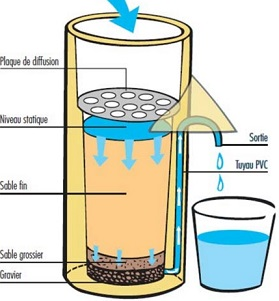 Plaque de diffusion
Niveau statique
Sortie
Tuyau PVC
Sable fin
Sable grossier
Gravier